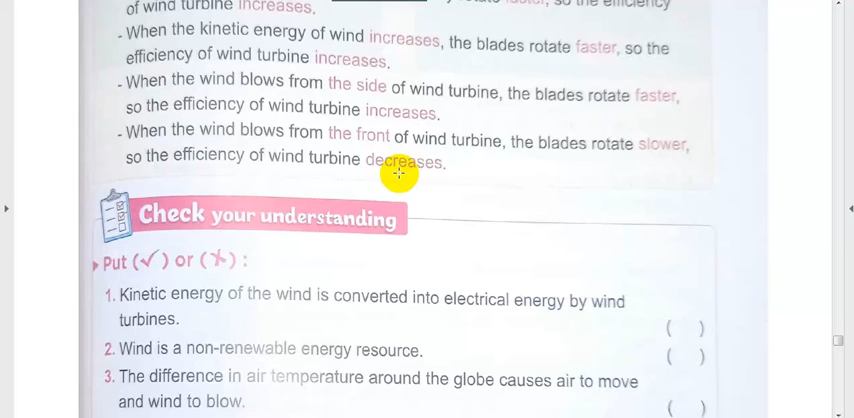 of wind turbine increases.
faster, so the efficiency
- When the kinetic energy of wind increases, the blades rotate faster, so the
efficiency of wind turbine increases.
- When the wind blows from the side of wind turbine, the blades rotate faster,
so the efficiency of wind turbine increases.
- When the wind blows from the front of wind turbine, the blades rotate slower,
so the efficiency of wind turbine decreases.
Check your understanding
Put (✓) or (✗) :
1. Kinetic energy of the wind is converted into electrical energy by wind
turbines. ( )
2. Wind is a non-renewable energy resource. ( )
3. The difference in air temperature around the globe causes air to move
and wind to blow. ( )